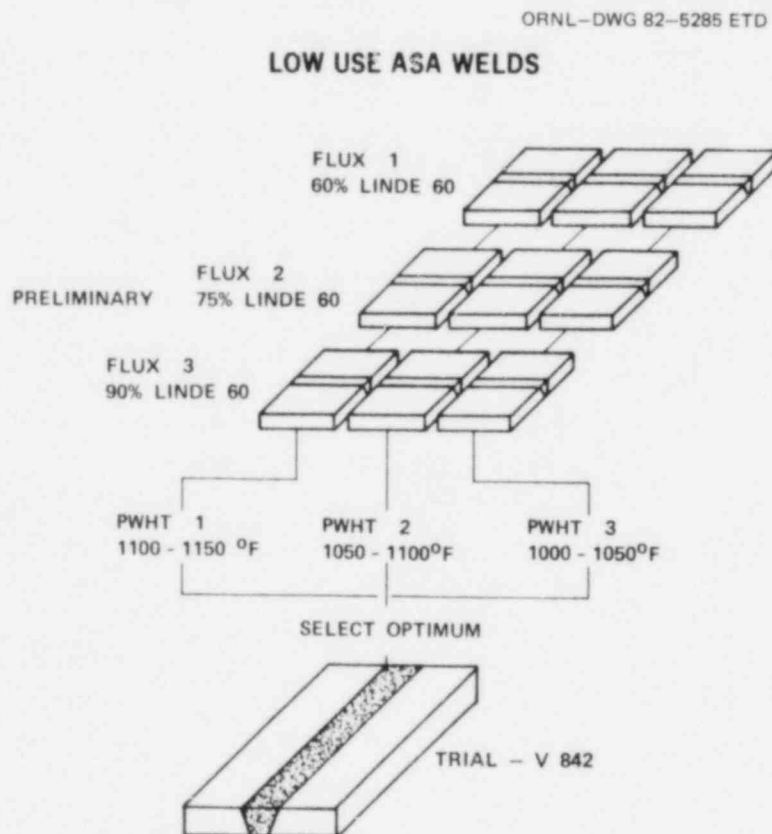 ORNL-DWG 82-5285 ETD
LOW USE ASA WELDS
FLUX 1
60% LINDE 60
FLUX 2
PRELIMINARY 75% LINDE 60
FLUX 3
90% LINDE 60
PWHT 1 PWHT 2 PWHT 3
1100 - 1150 °F 1050 - 1100°F 1000 - 1050°F
SELECT OPTIMUM
TRIAL - V 842